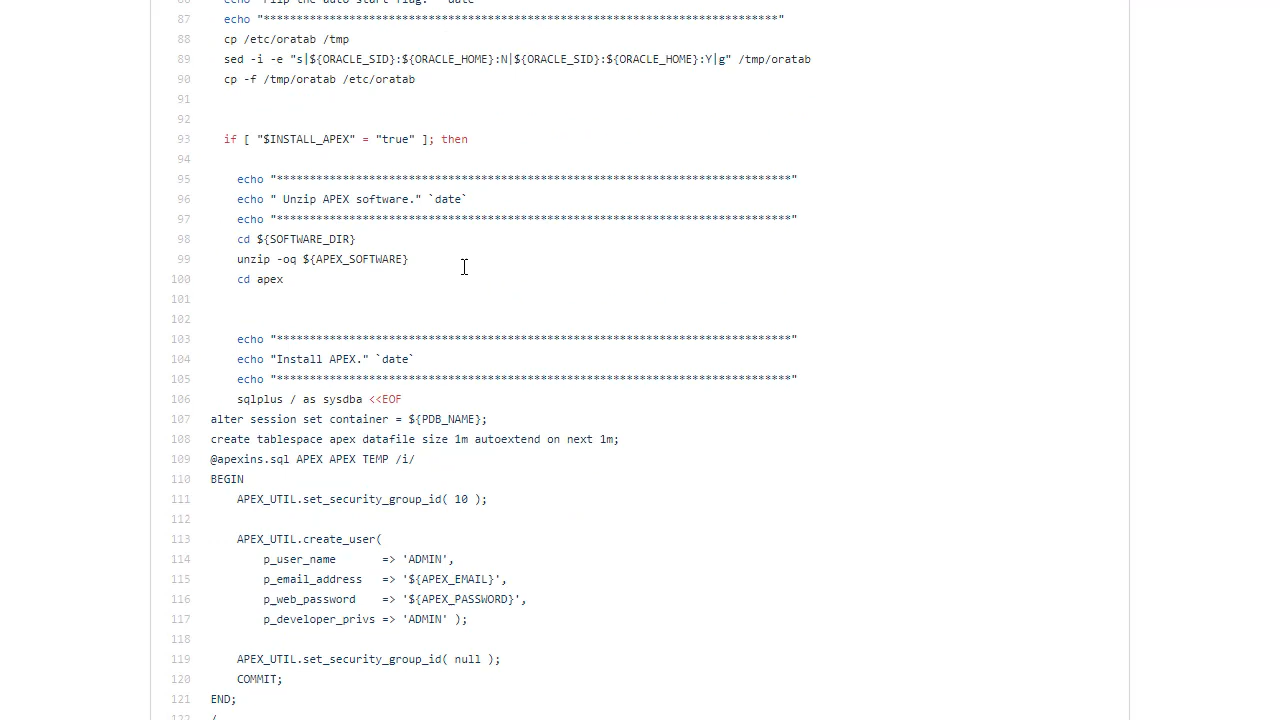 87 echo "******************************************************************************"
88 cp /etc/oratab /tmp
89 sed -i -e "s|${ORACLE_SID}:${ORACLE_HOME}:N|${ORACLE_SID}:${ORACLE_HOME}:Y|g" /tmp/oratab
90 cp -f /tmp/oratab /etc/oratab
91
92
93 if [ "$INSTALL_APEX" = "true" ]; then
94
95 echo "******************************************************************************"
96 echo " Unzip APEX software." `date`
97 echo "******************************************************************************"
98 cd ${SOFTWARE_DIR}
99 unzip -oq ${APEX_SOFTWARE}
100 cd apex
101
102
103 echo "******************************************************************************"
104 echo "Install APEX." `date`
105 echo "******************************************************************************"
106 sqlplus / as sysdba <<EOF
107 alter session set container = ${PDB_NAME};
108 create tablespace apex datafile size 1m autoextend on next 1m;
109 @apexins.sql APEX APEX TEMP /i/
110 BEGIN
111 APEX_UTIL.set_security_group_id( 10 );
112
113 APEX_UTIL.create_user(
114 p_user_name => 'ADMIN',
115 p_email_address => '${APEX_EMAIL}',
116 p_web_password => '${APEX_PASSWORD}',
117 p_developer_privs => 'ADMIN' );
118
119 APEX_UTIL.set_security_group_id( null );
120 COMMIT;
121 END;